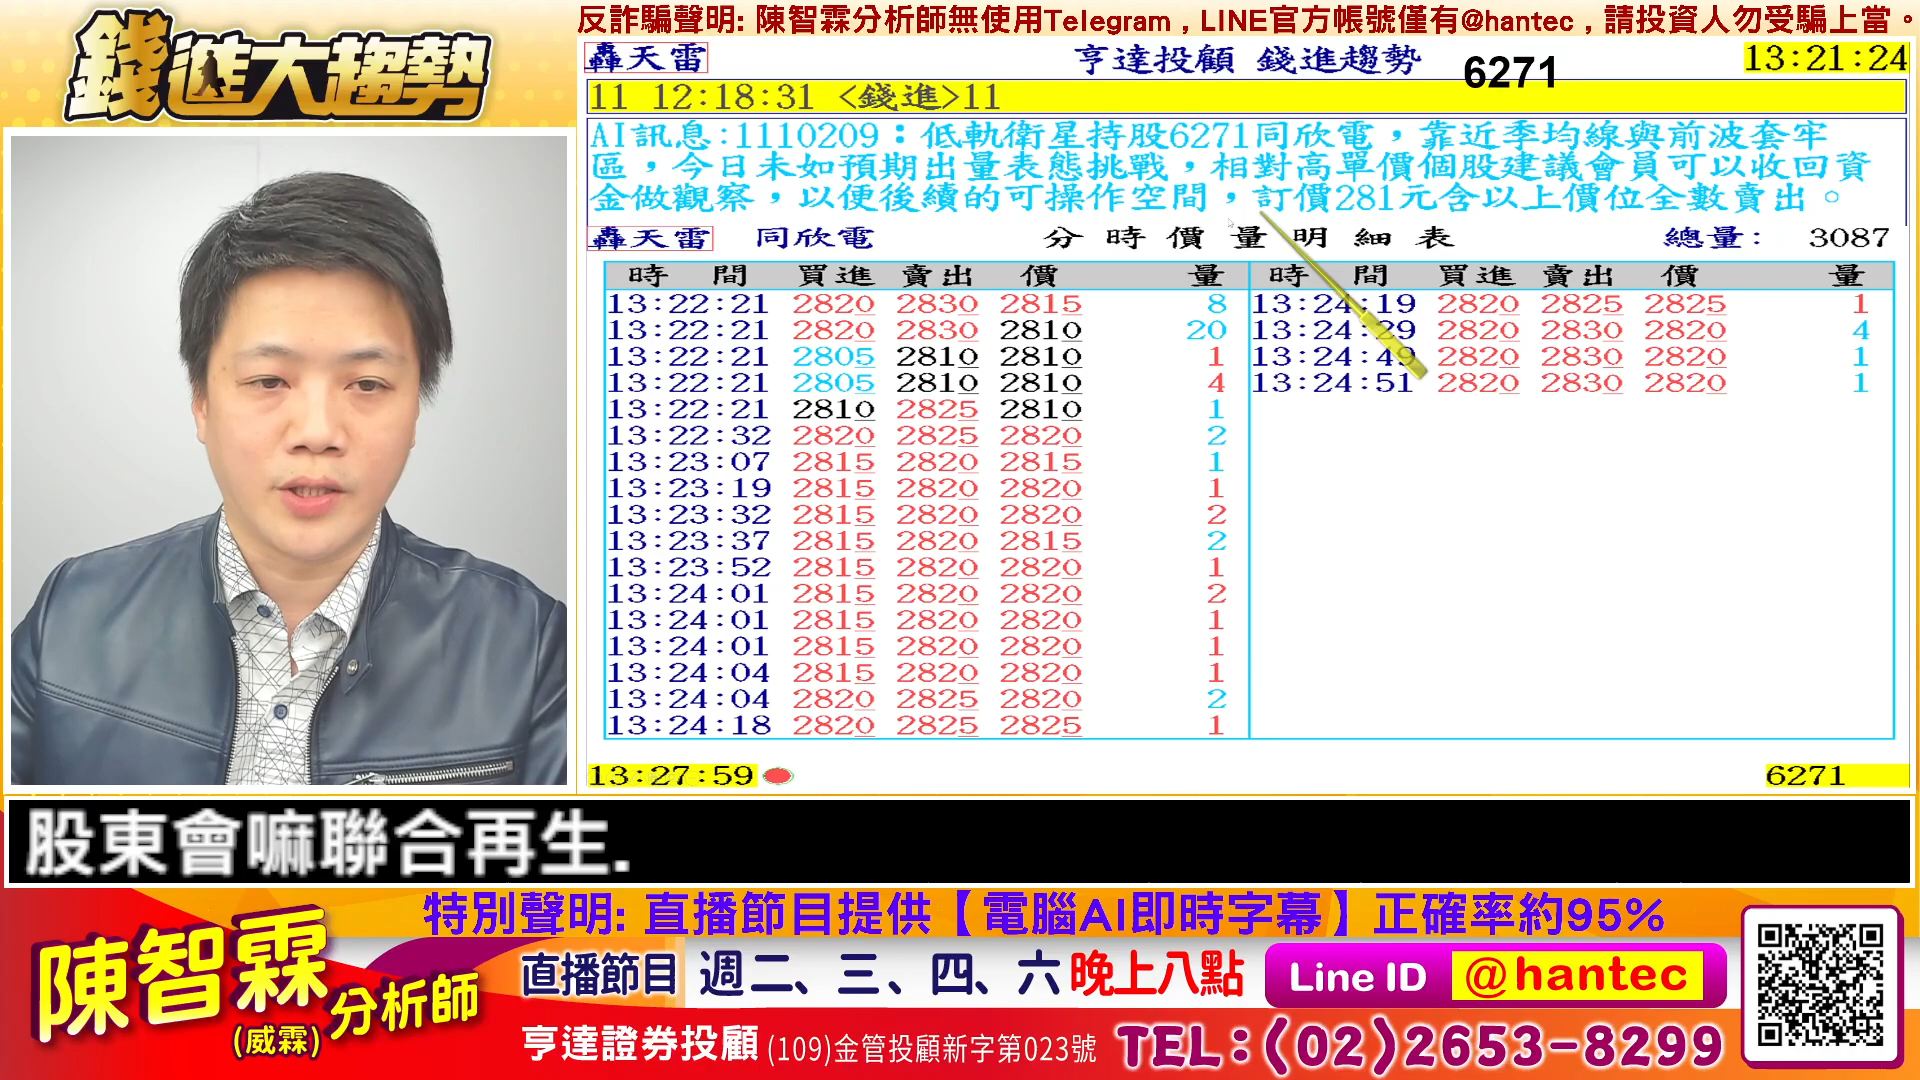 錢進大趨勢
反詐騙聲明: 陳智霖分析師無使用Telegram , LINE官方帳號僅有@hantec , 請投資人勿受騙上當。
轟天雷 亨達投顧 錢進趨勢 6271 13:21:24
11 12:18:31 <錢進>11
AI訊息:1110209：低軌衛星持股6271同欣電，靠近季均線與前波套牢
區，今日未如預期出量表態挑戰，相對高單價個股建議會員可以收回資
金做觀察，以便後續的可操作空間，訂價281元含以上價位全數賣出。
轟天雷 同欣電 分時價量明細表 總量: 3087
時間 買進 賣出 價 量 時間 買進 賣出 價 量
13:22:21 2820 2830 2815 8 13:24:19 2820 2825 2825 1
13:22:21 2820 2830 2810 20 13:24:29 2820 2830 2820 4
13:22:21 2805 2810 2810 1 13:24:49 2820 2830 2820 1
13:22:21 2805 2810 2810 4 13:24:51 2820 2830 2820 1
13:22:21 2810 2825 2810 1
13:22:32 2820 2825 2820 2
13:23:07 2815 2820 2815 1
13:23:19 2815 2820 2820 1
13:23:32 2815 2820 2820 2
13:23:37 2815 2820 2815 2
13:23:52 2815 2820 2820 1
13:24:01 2815 2820 2820 2
13:24:01 2815 2820 2820 1
13:24:01 2815 2820 2820 1
13:24:04 2815 2820 2820 1
13:24:04 2820 2825 2820 2
13:24:18 2820 2825 2825 1
13:27:59 6271
股東會嘛聯合再生.
特別聲明: 直播節目提供【電腦AI即時字幕】正確率約95%
陳智霖分析師
(威霖)
直播節目 週二、三、四、六 晚上八點 Line ID @hantec
亨達證券投顧 (109)金管投顧新字第023號 TEL:(02)2653-8299